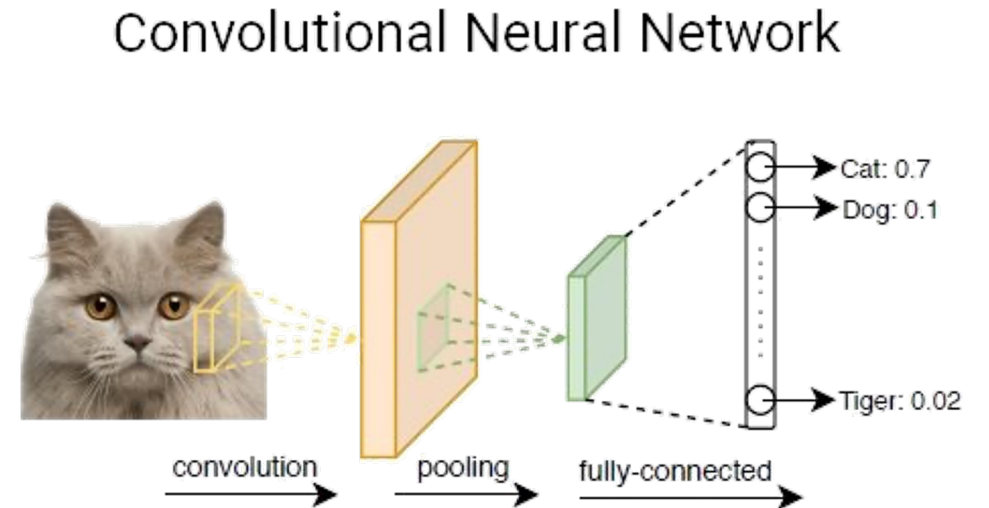 Convolutional Neural Network
Cat: 0.7
Dog: 0.1
Tiger: 0.02
convolution
pooling
fully-connected